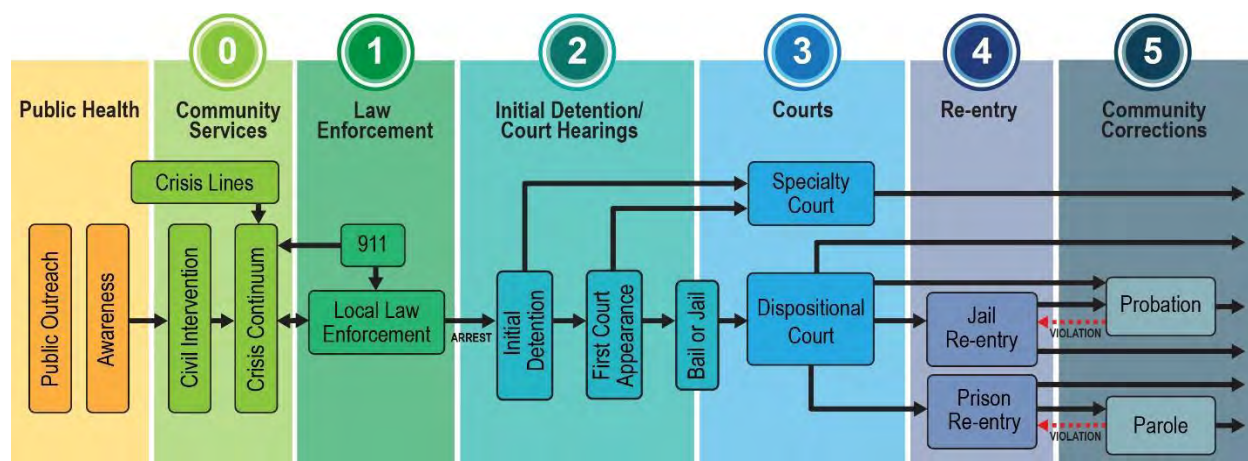 0
1
2
3
4
5
Public Health
Community
Services
Law
Enforcement
Initial Detention/
Court Hearings
Courts
Re-entry
Community
Corrections
Crisis Lines
Public Outreach
Awareness
Civil Intervention
Crisis Continuum
911
Local Law
Enforcement
ARREST
Initial
Detention
First Court
Appearance
Bail or Jail
Specialty
Court
Dispositional
Court
Jail
Re-entry
Prison
Re-entry
VIOLATION
Probation
VIOLATION
Parole